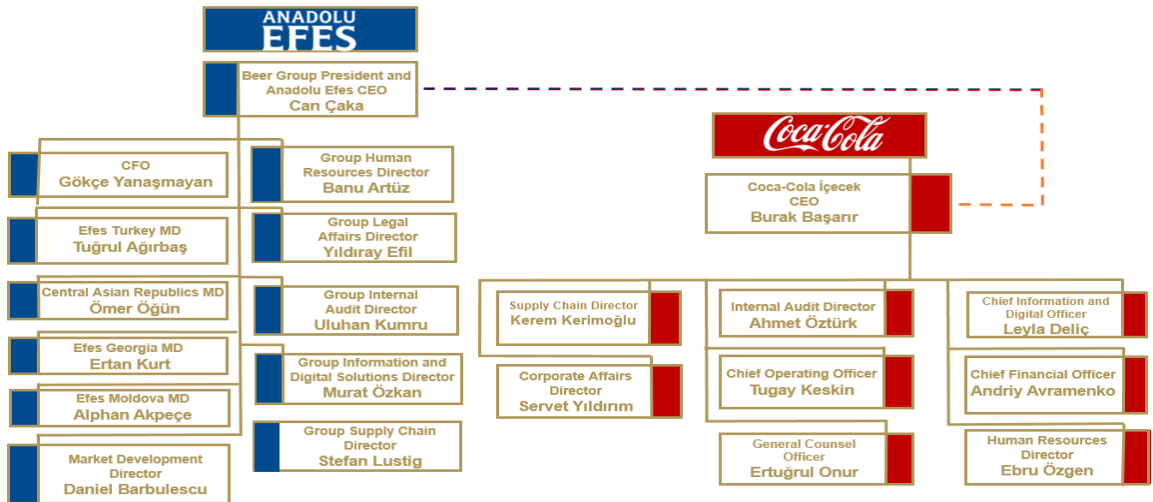 ANADOLU
EFES
Beer Group President and
Anadolu Efes CEO
Can Çaka
CFO
Gökçe Yanaşmayan
Group Human
Resources Director
Banu Artüz
Efes Turkey MD
Tuğrul Ağırbaş
Group Legal
Affairs Director
Yıldıray Efil
Central Asian Republics MD
Ömer Öğün
Group Internal
Audit Director
Uluhan Kumru
Efes Georgia MD
Ertan Kurt
Group Information and
Digital Solutions Director
Murat Özkan
Efes Moldova MD
Alphan Akpeçe
Group Supply Chain
Director
Stefan Lustig
Market Development
Director
Daniel Barbulescu
Coca-Cola
Coca-Cola İçecek
CEO
Burak Başarır
Supply Chain Director
Kerem Kerimoğlu
Corporate Affairs
Director
Servet Yıldırım
Internal Audit Director
Ahmet Öztürk
Chief Operating Officer
Tugay Keskin
General Counsel
Officer
Ertuğrul Onur
Chief Information and
Digital Officer
Leyla Deliç
Chief Financial Officer
Andriy Avramenko
Human Resources
Director
Ebru Özgen